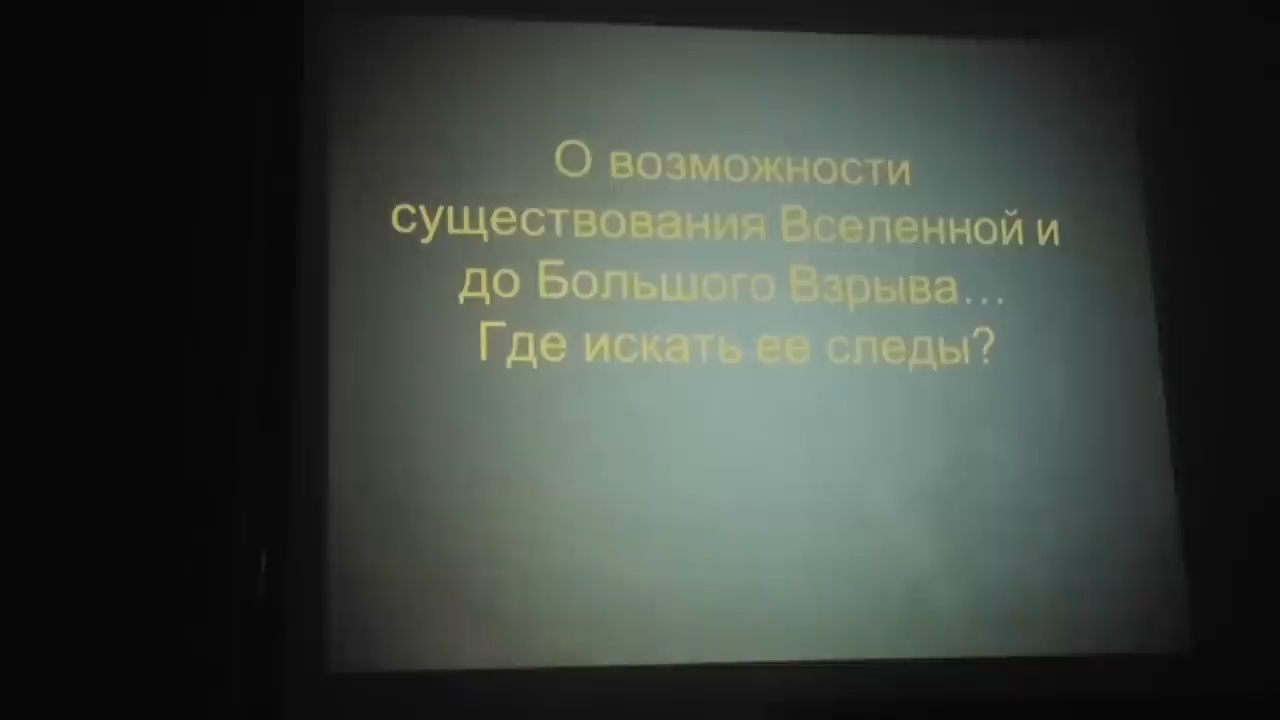 О возможности
существования Вселенной и
до Большого Взрыва...
Где искать ее следы?